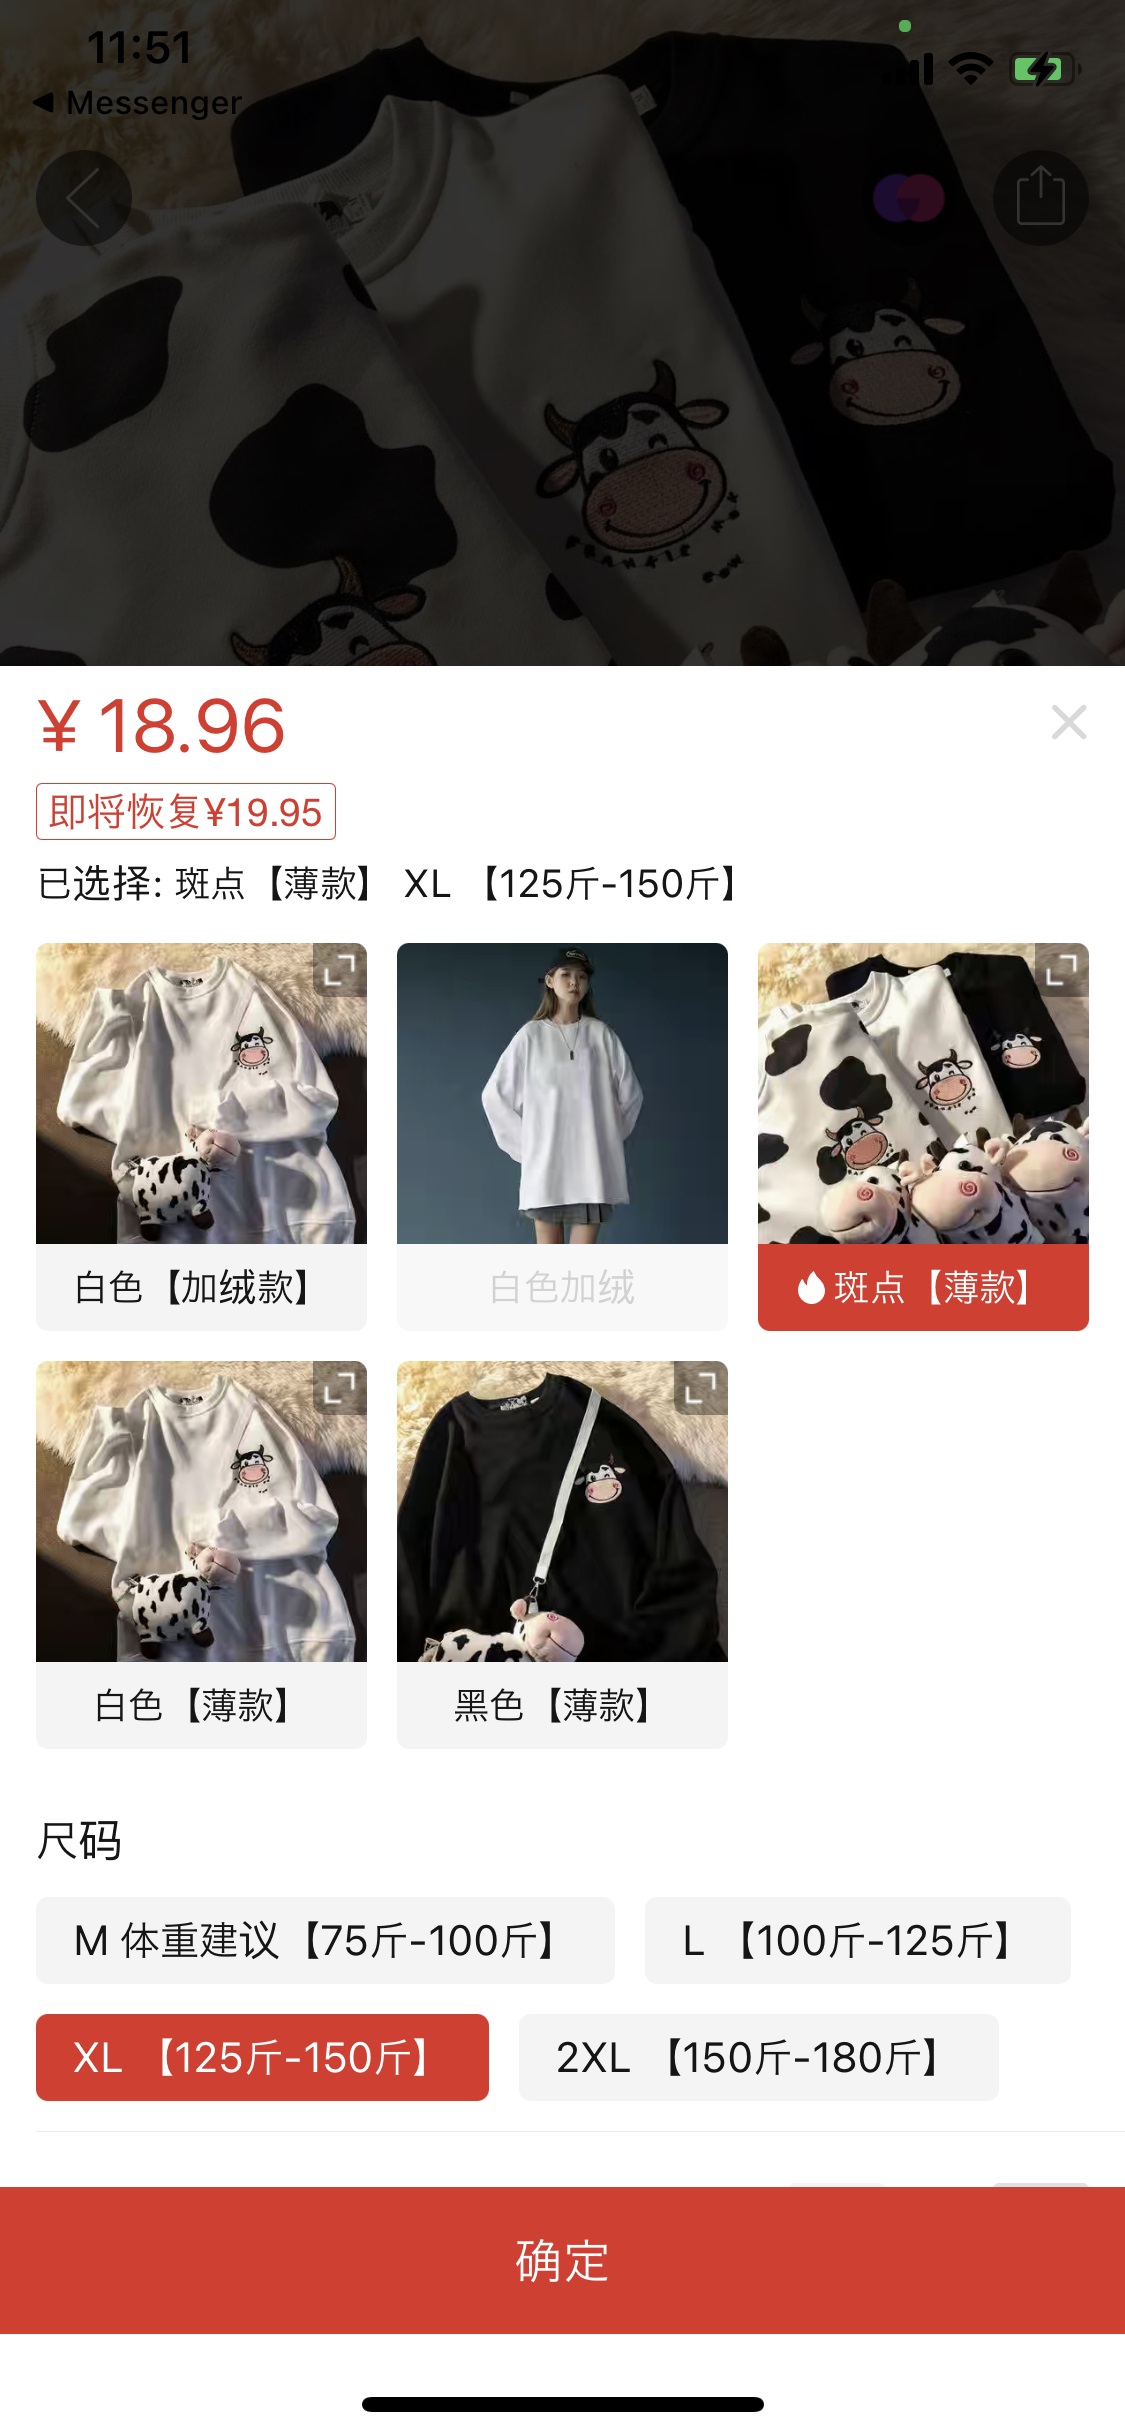 11:51
Messenger
¥ 18.96
即将恢复¥19.95
已选择: 斑点【薄款】 XL 【125斤-150斤】
白色【加绒款】
白色加绒
斑点【薄款】
白色【薄款】
黑色【薄款】
尺码
M 体重建议【75斤-100斤】
L 【100斤-125斤】
XL 【125斤-150斤】
2XL 【150斤-180斤】
确定